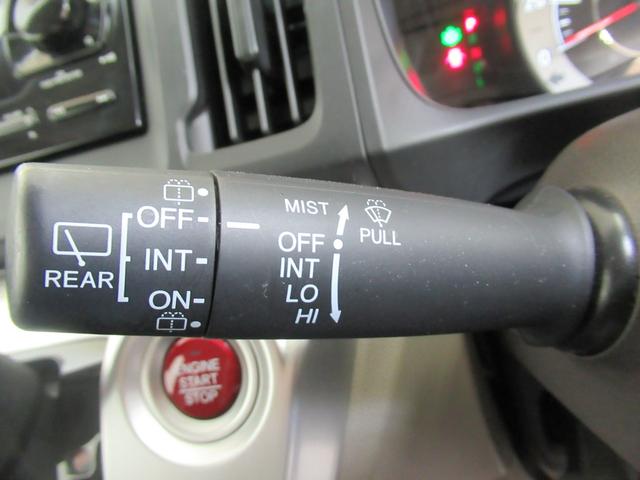 MIST
OFF
OFF
PULL
INT
INT
REAR
ON
LO
HI
ENGINE
START
STOP